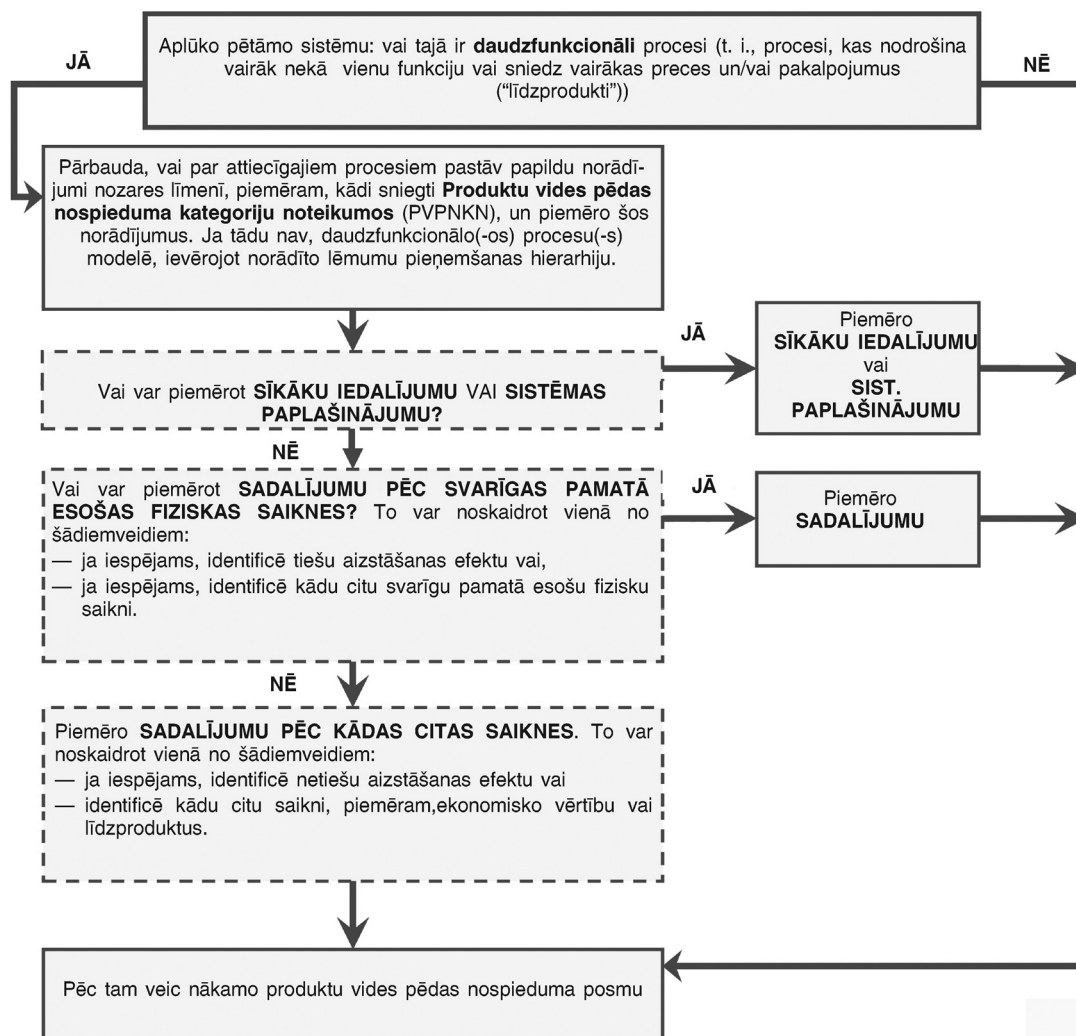 Aplūko pētāmo sistēmu: vai tajā ir daudzfunkcionāli procesi (t. i., procesi, kas nodrošina
vairāk nekā vienu funkciju vai sniedz vairākas preces un/vai pakalpojumus
(“līdzprodukti”))
JĀ
NĒ
Pārbauda, vai par attiecīgajiem procesiem pastāv papildu norādī-
jumi nozares līmenī, piemēram, kādi sniegti Produktu vides pēdas
nospieduma kategoriju noteikumos (PVPNKN), un piemēro šos
norādījumus. Ja tādu nav, daudzfunkcionālo(-os) procesu(-s)
modelē, ievērojot norādīto lēmumu pieņemšanas hierarhiju.
Vai var piemērot SĪKĀKU IEDALĪJUMU VAI SISTĒMAS
PAPLAŠINĀJUMU?
JĀ
Piemēro
SĪKĀKU IEDALĪJUMU
vai
SIST.
PAPLAŠINĀJUMU
NĒ
Vai var piemērot SADALĪJUMU PĒC SVARĪGAS PAMATĀ
ESOŠAS FIZISKAS SAIKNES? To var noskaidrot vienā no
šādiemveidiem:
— ja iespējams, identificē tiešu aizstāšanas efektu vai,
— ja iespējams, identificē kādu citu svarīgu pamatā esošu fizisku
saikni.
JĀ
Piemēro
SADALĪJUMU
NĒ
Piemēro SADALĪJUMU PĒC KĀDAS CITAS SAIKNES. To var
noskaidrot vienā no šādiemveidiem:
— ja iespējams, identificē netiešu aizstāšanas efektu vai
— identificē kādu citu saikni, piemēram,ekonomisko vērtību vai
līdzproduktus.
Pēc tam veic nākamo produktu vides pēdas nospieduma posmu